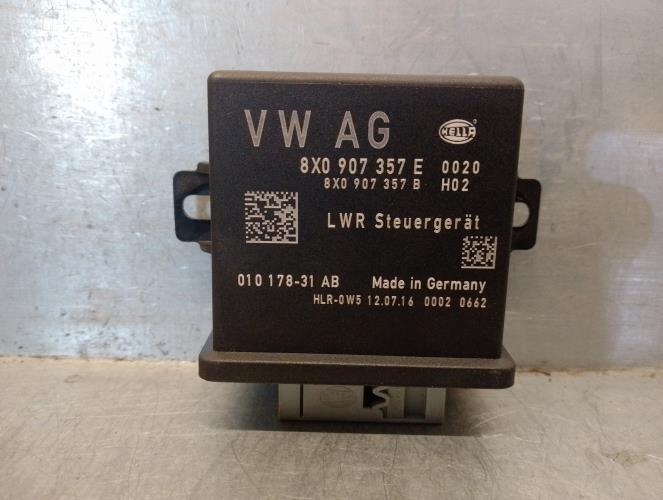 VW AG
HELLA
8X0 907 357 E 0020
8X0 907 357 B H02
LWR Steuergerät
010 178-31 AB Made in Germany
HLR-0W5 12.07.16 0002 0662